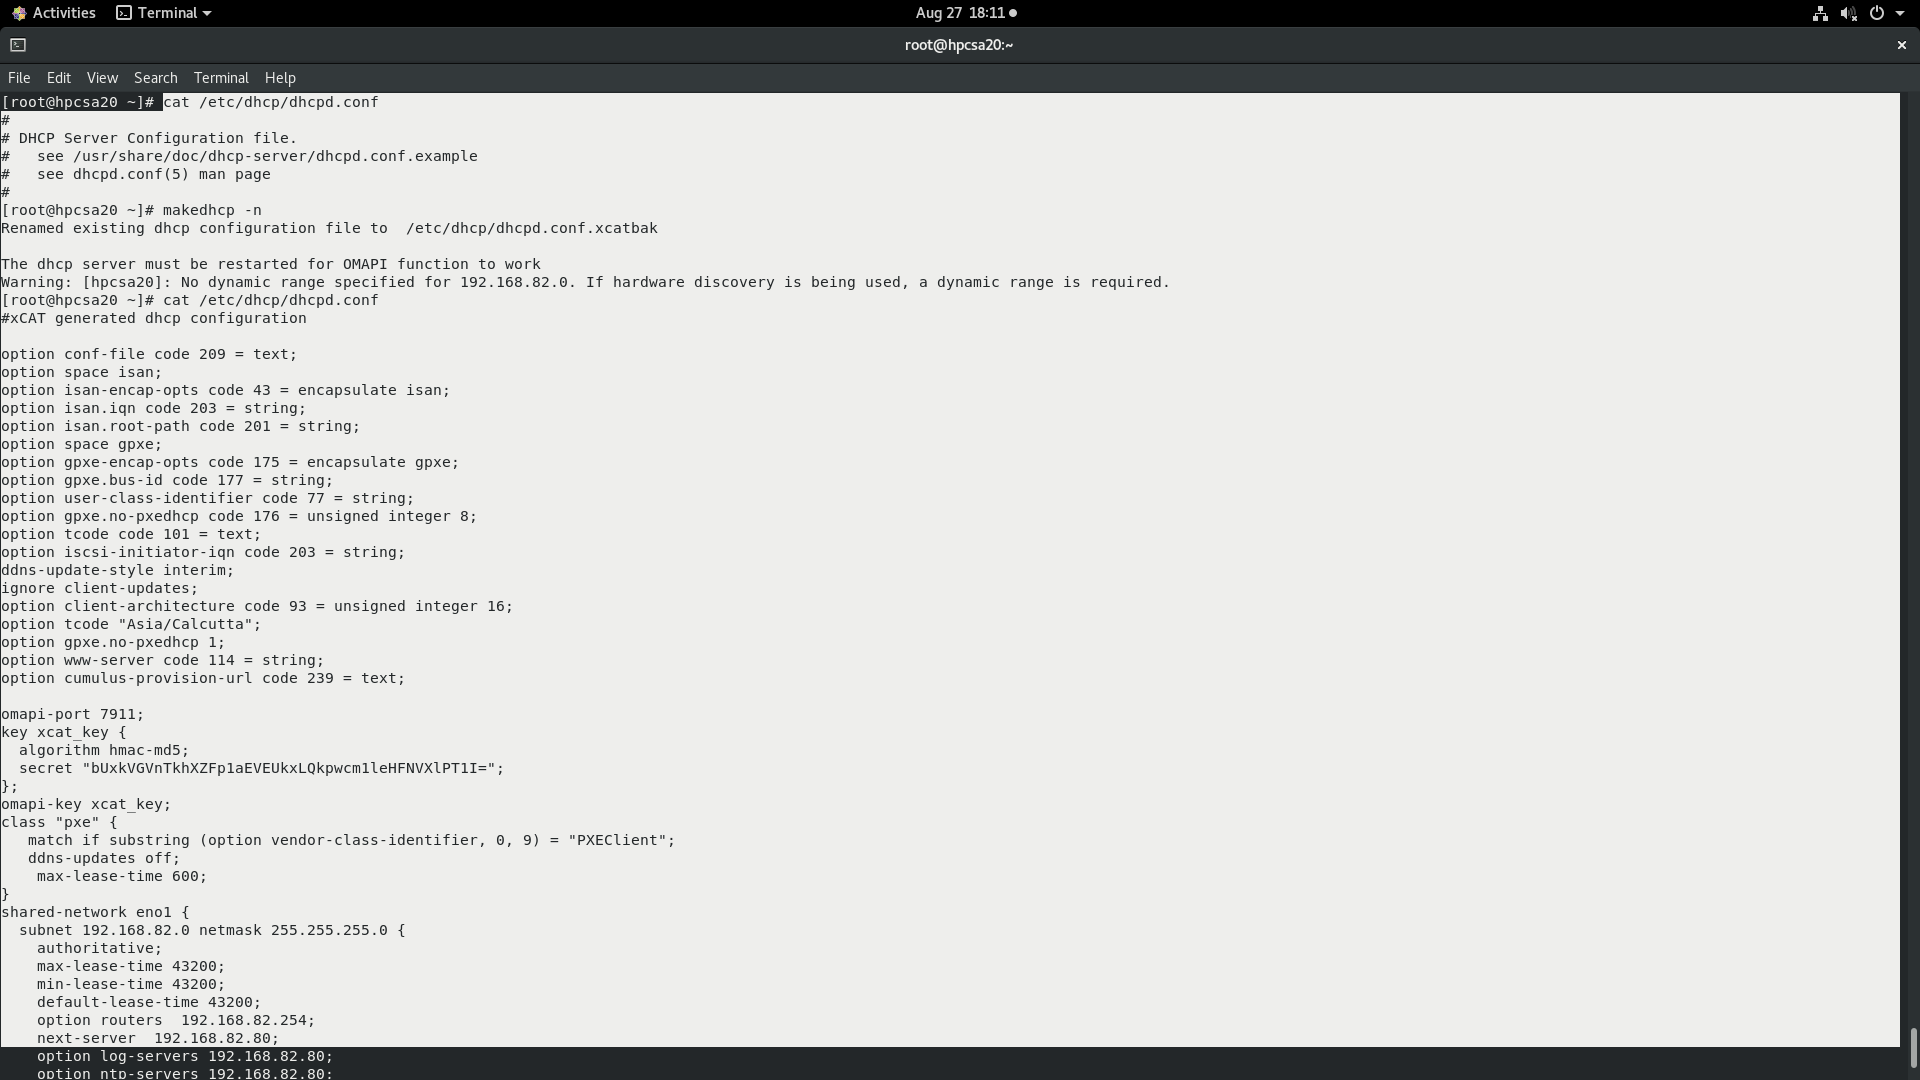 Activities Terminal Aug 27 18:11
root@hpcsa20:~
File Edit View Search Terminal Help
[root@hpcsa20 ~]# cat /etc/dhcp/dhcpd.conf
#
# DHCP Server Configuration file.
#   see /usr/share/doc/dhcp-server/dhcpd.conf.example
#   see dhcpd.conf(5) man page
#
[root@hpcsa20 ~]# makedhcp -n
Renamed existing dhcp configuration file to  /etc/dhcp/dhcpd.conf.xcatbak

The dhcp server must be restarted for OMAPI function to work
Warning: [hpcsa20]: No dynamic range specified for 192.168.82.0. If hardware discovery is being used, a dynamic range is required.
[root@hpcsa20 ~]# cat /etc/dhcp/dhcpd.conf
#xCAT generated dhcp configuration

option conf-file code 209 = text;
option space isan;
option isan-encap-opts code 43 = encapsulate isan;
option isan.iqn code 203 = string;
option isan.root-path code 201 = string;
option space gpxe;
option gpxe-encap-opts code 175 = encapsulate gpxe;
option gpxe.bus-id code 177 = string;
option user-class-identifier code 77 = string;
option gpxe.no-pxedhcp code 176 = unsigned integer 8;
option tcode code 101 = text;
option iscsi-initiator-iqn code 203 = string;
ddns-update-style interim;
ignore client-updates;
option client-architecture code 93 = unsigned integer 16;
option tcode "Asia/Calcutta";
option gpxe.no-pxedhcp 1;
option www-server code 114 = string;
option cumulus-provision-url code 239 = text;

omapi-port 7911;
key xcat_key {
  algorithm hmac-md5;
  secret "bUxkVGVnTkhXZFp1aEVEUkxLQkpwcm1leHFNVXlPT1I=";
};
omapi-key xcat_key;
class "pxe" {
   match if substring (option vendor-class-identifier, 0, 9) = "PXEClient";
   ddns-updates off;
    max-lease-time 600;
}
shared-network eno1 {
  subnet 192.168.82.0 netmask 255.255.255.0 {
    authoritative;
    max-lease-time 43200;
    min-lease-time 43200;
    default-lease-time 43200;
    option routers  192.168.82.254;
    next-server  192.168.82.80;
    option log-servers 192.168.82.80;
    option ntp-servers 192.168.82.80;